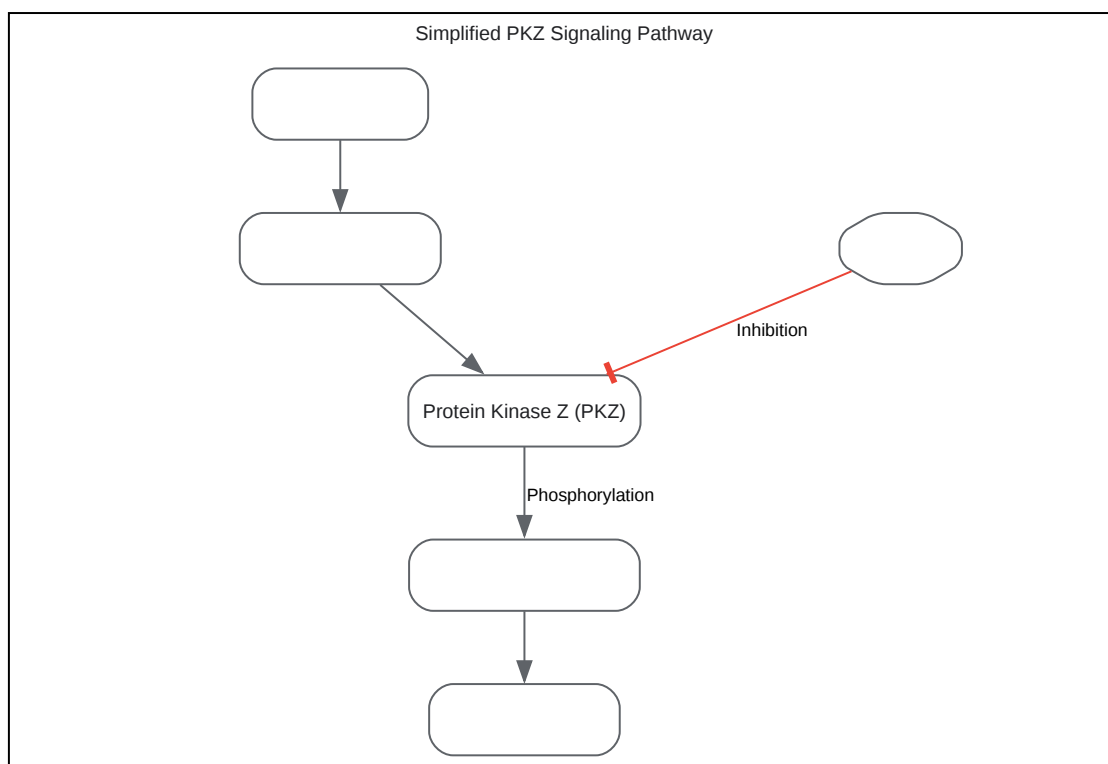 Simplified PKZ Signaling Pathway
Inhibition
Protein Kinase Z (PKZ)
Phosphorylation